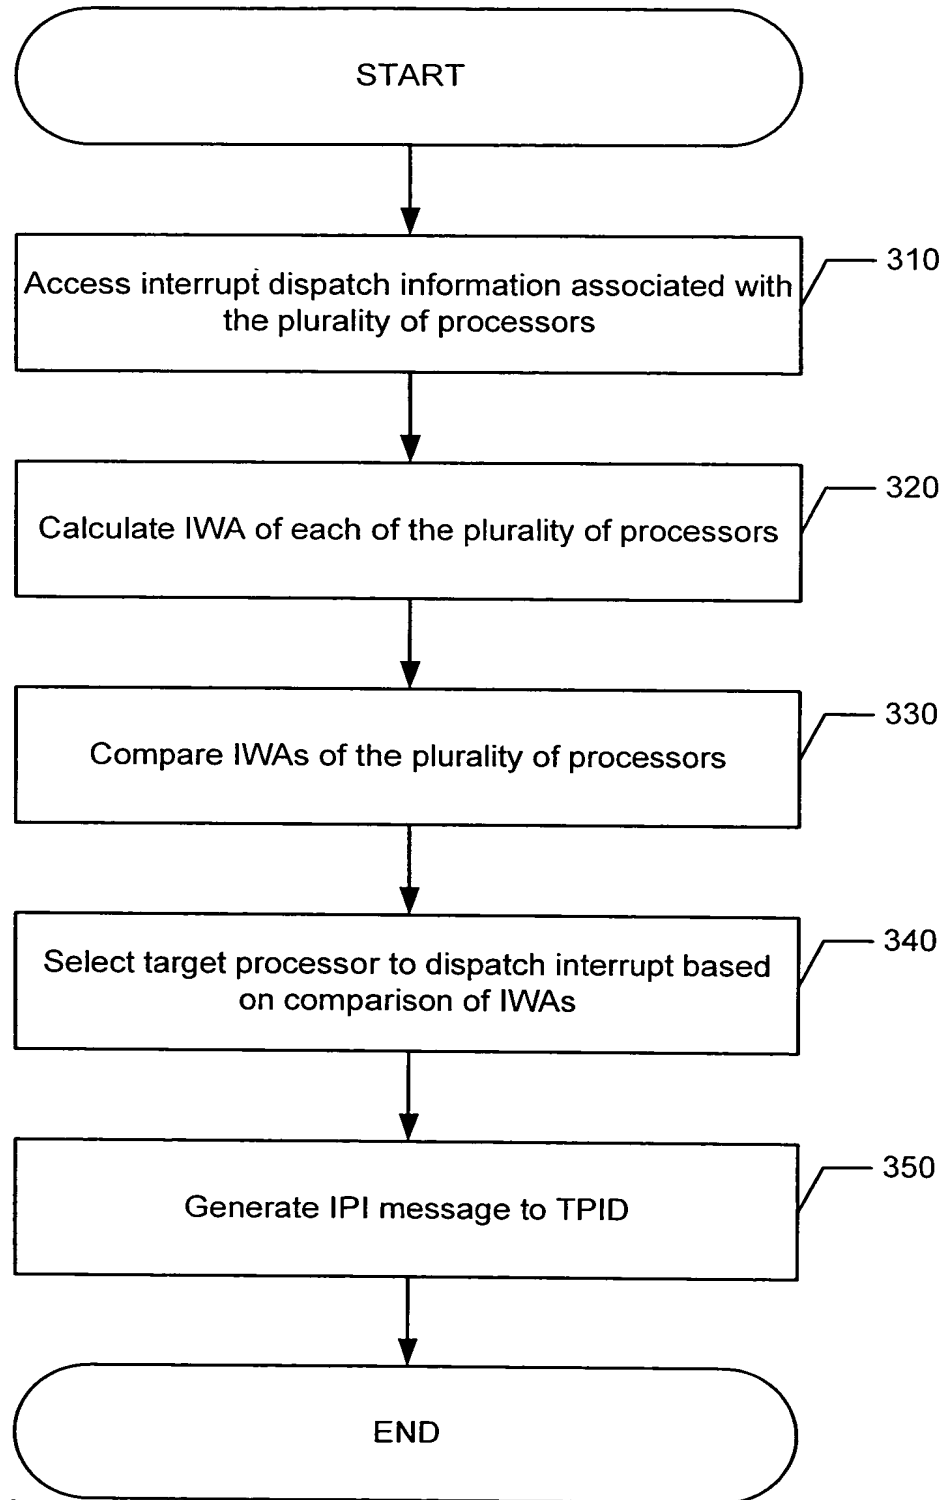 START
310
Access interrupt dispatch information associated with
the plurality of processors
320
Calculate IWA of each of the plurality of processors
330
Compare IWAs of the plurality of processors
340
Select target processor to dispatch interrupt based
on comparison of IWAs
350
Generate IPI message to TPID
END